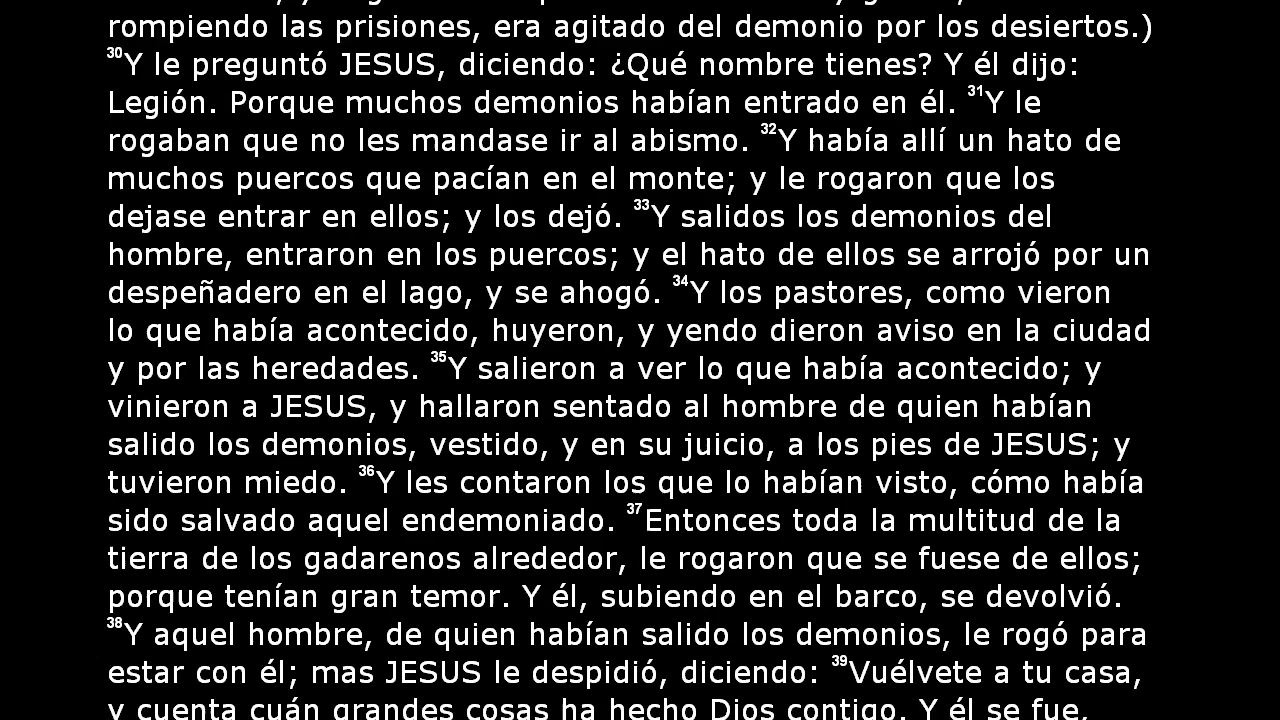 rompiendo las prisiones, era agitado del demonio por los desiertos.)
30Y le preguntó JESUS, diciendo: ¿Qué nombre tienes? Y él dijo:
Legión. Porque muchos demonios habían entrado en él. 31Y le
rogaban que no les mandase ir al abismo. 32Y había allí un hato de
muchos puercos que pacían en el monte; y le rogaron que los
dejase entrar en ellos; y los dejó. 33Y salidos los demonios del
hombre, entraron en los puercos; y el hato de ellos se arrojó por un
despeñadero en el lago, y se ahogó. 34Y los pastores, como vieron
lo que había acontecido, huyeron, y yendo dieron aviso en la ciudad
y por las heredades. 35Y salieron a ver lo que había acontecido; y
vinieron a JESUS, y hallaron sentado al hombre de quien habían
salido los demonios, vestido, y en su juicio, a los pies de JESUS; y
tuvieron miedo. 36Y les contaron los que lo habían visto, cómo había
sido salvado aquel endemoniado. 37Entonces toda la multitud de la
tierra de los gadarenos alrededor, le rogaron que se fuese de ellos;
porque tenían gran temor. Y él, subiendo en el barco, se devolvió.
38Y aquel hombre, de quien habían salido los demonios, le rogó para
estar con él; mas JESUS le despidió, diciendo: 39Vuélvete a tu casa,
y cuenta cuán grandes cosas ha hecho Dios contigo. Y él se fue,